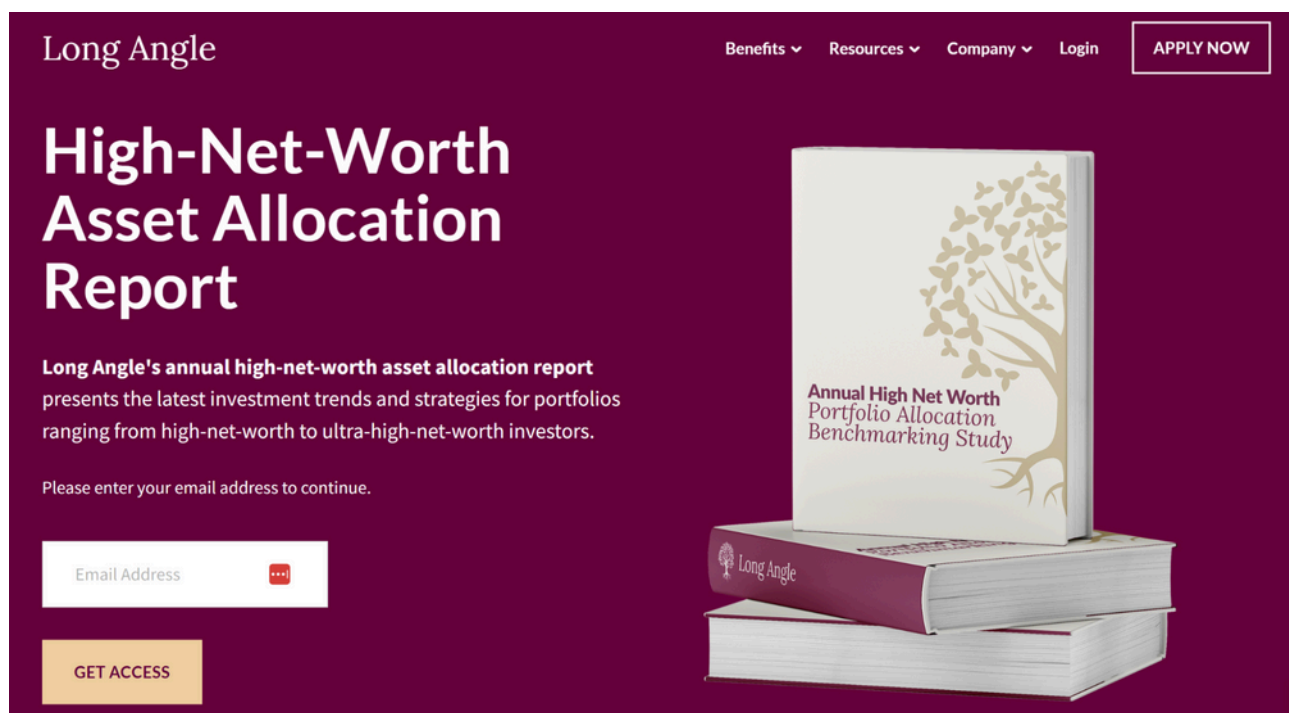 Long Angle
Benefits
Resources
Company
Login
APPLY NOW
High-Net-Worth
Asset Allocation
Report
Long Angle's annual high-net-worth asset allocation report
presents the latest investment trends and strategies for portfolios
ranging from high-net-worth to ultra-high-net-worth investors.
Please enter your email address to continue.
Email Address
GET ACCESS
Annual High Net Worth
Portfolio Allocation
Benchmarking Study
Long Angle